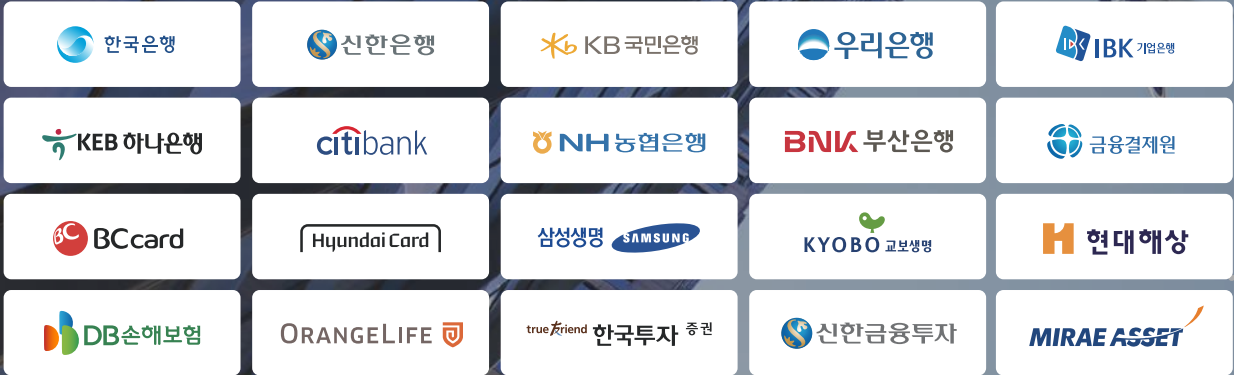 한국은행
신한은행
KB 국민은행
우리은행
IBK 기업은행
KEB 하나은행
citibank
NH 농협은행
BNK 부산은행
금융결제원
BC BC card
Hyundai Card
삼성생명 SAMSUNG
KYOBO 교보생명
현대해상
DB손해보험
ORANGELIFE
true friend 한국투자 증권
신한금융투자
MIRAE ASSET